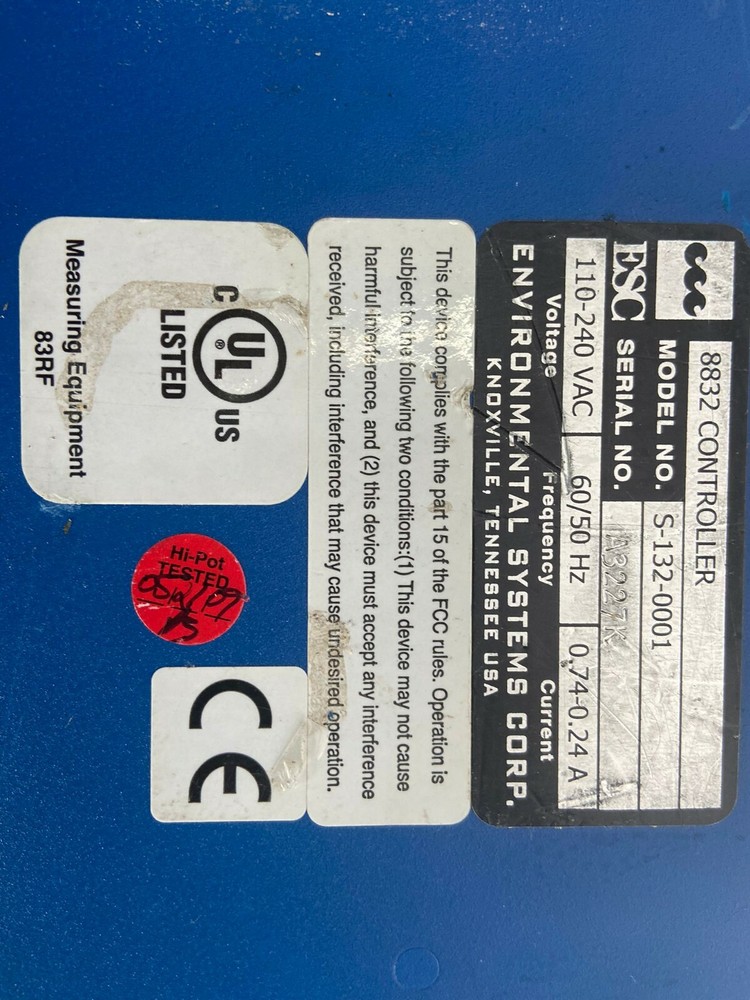 8832 CONTROLLER
ESC
MODEL NO. S-132-0001
SERIAL NO. A3227K
110-240 VAC 60/50 Hz 0.74-0.24 A
Voltage Frequency Current
ENVIRONMENTAL SYSTEMS CORP.
KNOXVILLE, TENNESSEE USA
This device complies with the part 15 of the FCC rules. Operation is
subject to the following two conditions:(1) This device may not cause
harmful interference, and (2) this device must accept any interference
received, including interference that may cause undesired operation.
C UL ® US
LISTED
Measuring Equipment
83RF
Hi-Pot
TESTED
CE